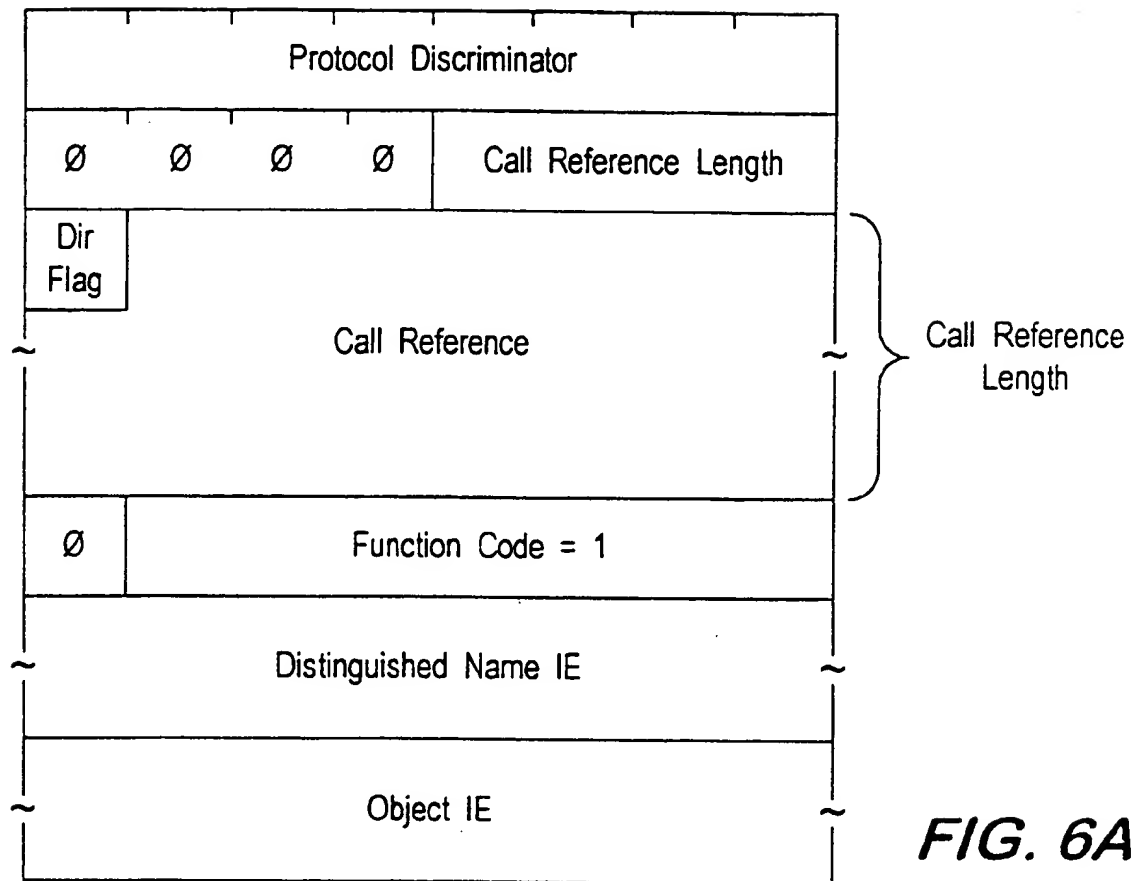 Protocol Discriminator
Ø Ø Ø Ø Call Reference Length
Dir
Flag
Call Reference
Call Reference
Length
Ø Function Code = 1
~ Distinguished Name IE ~
~ Object IE ~
FIG. 6A